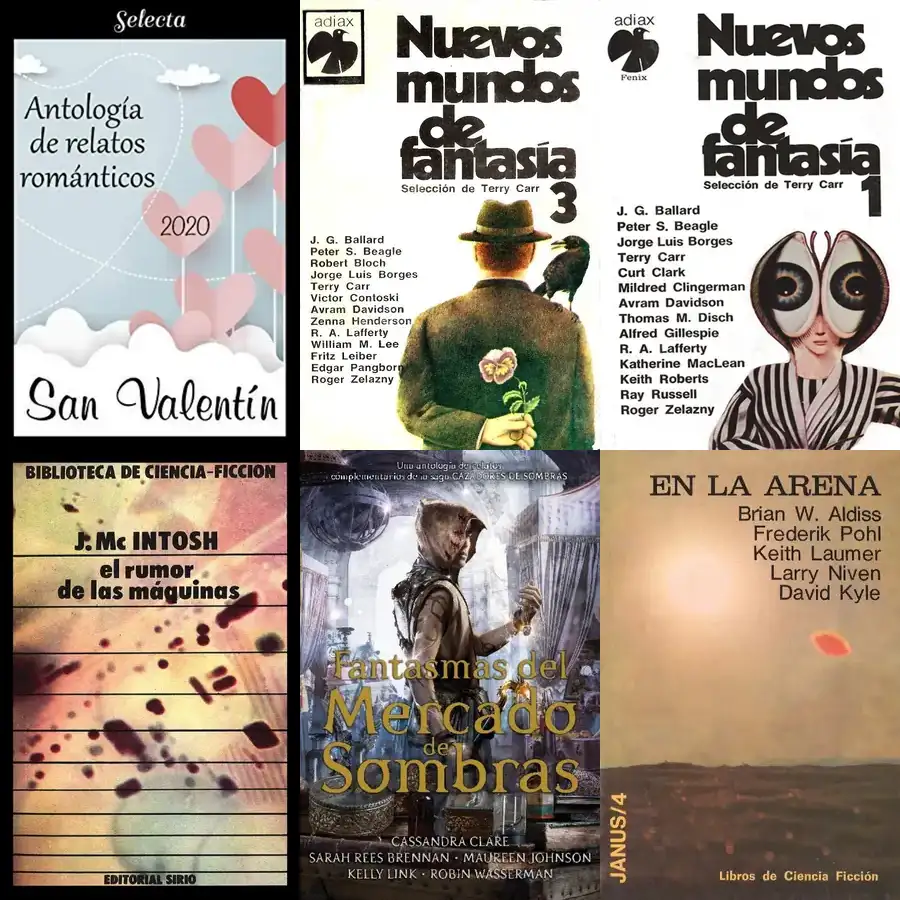 Selecta
Antología
de relatos
románticos
2020
San Valentín
adiax
Nuevos
mundos
de
fantasía
Selección de Terry Carr
3
J. G. Ballard
Peter S. Beagle
Robert Bloch
Jorge Luis Borges
Terry Carr
Victor Contoski
Avram Davidson
Zenna Henderson
R. A. Lafferty
William M. Lee
Fritz Leiber
Edgar Pangborn
Roger Zelazny
adiax
Fenix
Nuevos
mundos
de
fantasía
Selección de Terry Carr
1
J. G. Ballard
Peter S. Beagle
Jorge Luis Borges
Terry Carr
Curt Clark
Mildred Clingerman
Avram Davidson
Thomas M. Disch
Alfred Gillespie
R. A. Lafferty
Katherine MacLean
Keith Roberts
Ray Russell
Roger Zelazny
BIBLIOTECA DE CIENCIA-FICCION
J. Mc INTOSH
el rumor
de las máquinas
EDITORIAL SIRIO
Una antología de relatos
complementarios de la saga CAZADORES DE SOMBRAS
Fantasmas del
Mercado
de
Sombras
CASSANDRA CLARE
SARAH REES BRENNAN · MAUREEN JOHNSON
KELLY LINK · ROBIN WASSERMAN
EN LA ARENA
Brian W. Aldiss
Frederik Pohl
Keith Laumer
Larry Niven
David Kyle
JANUS/4
Libros de Ciencia Ficción